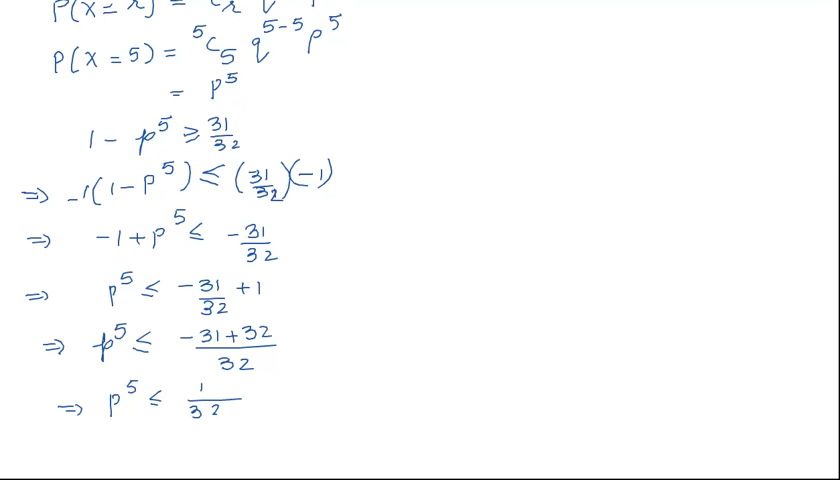 P(X = r) =
P(X = 5) = ⁵C₅ q⁵⁻⁵ p⁵
= p⁵
1 - p⁵ ≥ 31/32
⇒ -1(1 - p⁵) ≤ (31/32)(-1)
⇒ -1 + p⁵ ≤ -31/32
⇒ p⁵ ≤ -31/32 + 1
⇒ p⁵ ≤ (-31+32)/32
⇒ p⁵ ≤ 1/32